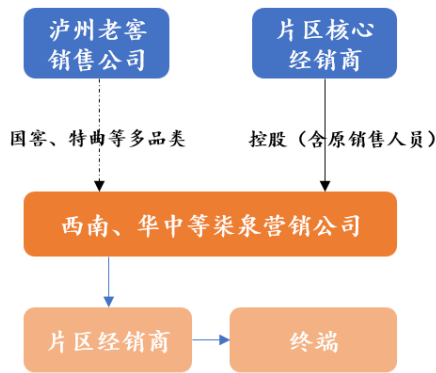 泸州老窖
销售公司
片区核心
经销商
国窖、特曲等多品类
控股（含原销售人员）
西南、华中等柒泉营销公司
片区经销商
终端